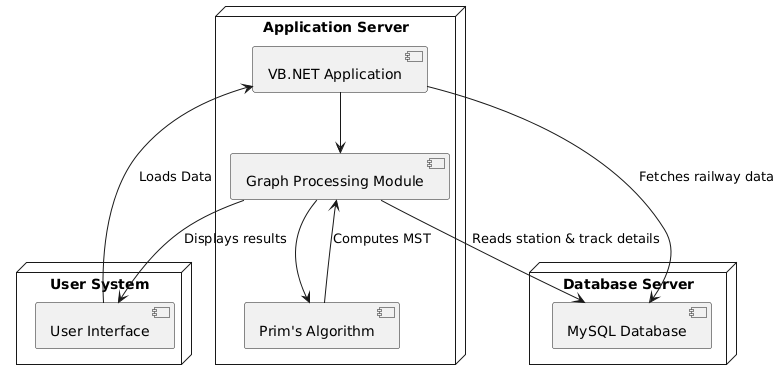 Application Server
VB.NET Application
Loads Data
Fetches railway data
Graph Processing Module
Displays results
Computes MST
Reads station & track details
User System
Database Server
User Interface
Prim's Algorithm
MySQL Database